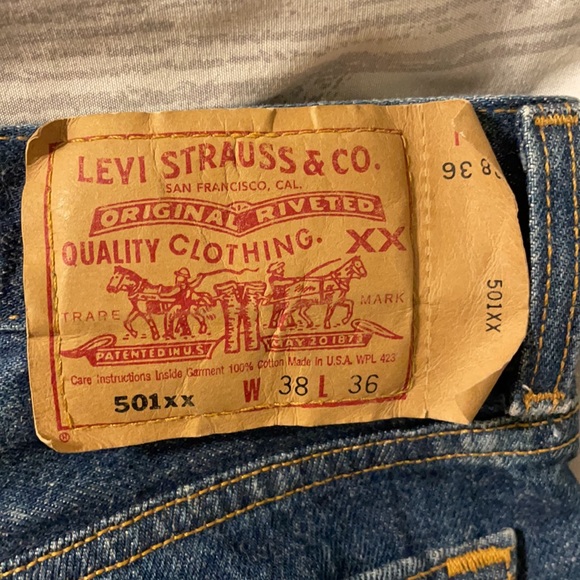 LEVI STRAUSS & CO.
SAN FRANCISCO, CAL.
ORIGINAL RIVETED
QUALITY CLOTHING. XX
TRADE MARK
PATENTED IN U.S. MAY 20 1873
Care Instructions Inside Garment 100% Cotton Made in U.S.A. WPL 423
501XX W 38 L 36
®
38 36
501XX